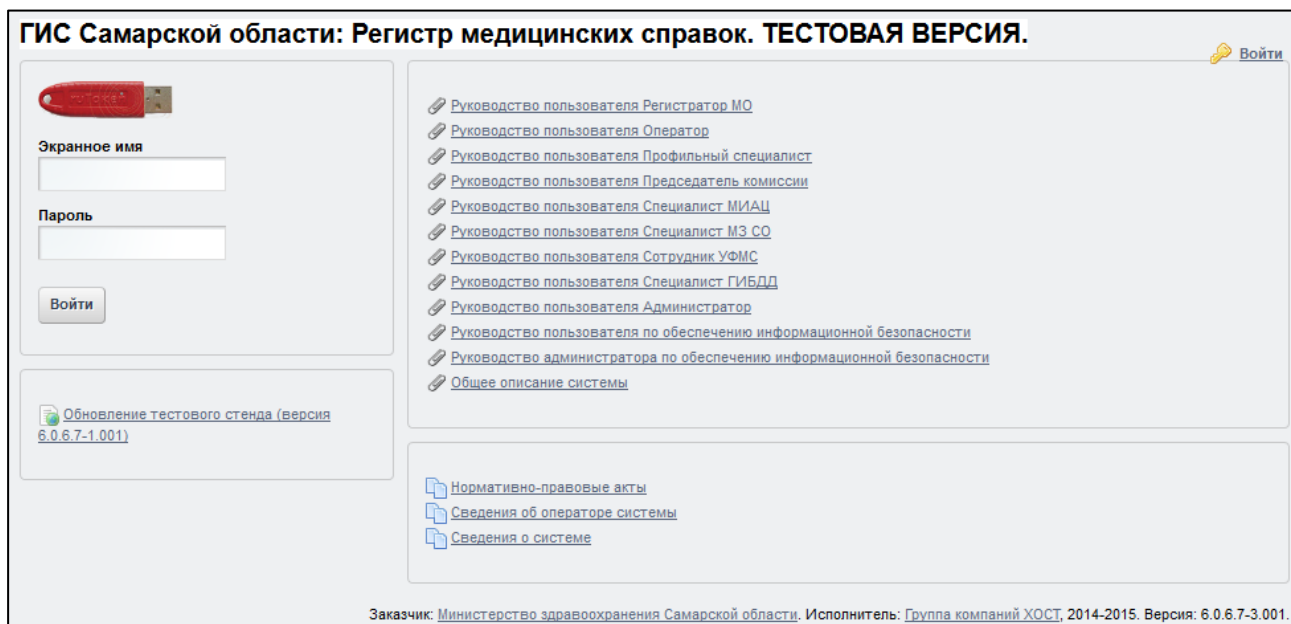 ГИС Самарской области: Регистр медицинских справок. ТЕСТОВАЯ ВЕРСИЯ.
Войти
ruToken
Экранное имя
Пароль
Войти
Обновление тестового стенда (версия
6.0.6.7-1.001)
Руководство пользователя Регистратор МО
Руководство пользователя Оператор
Руководство пользователя Профильный специалист
Руководство пользователя Председатель комиссии
Руководство пользователя Специалист МИАЦ
Руководство пользователя Специалист МЗ СО
Руководство пользователя Сотрудник УФМС
Руководство пользователя Специалист ГИБДД
Руководство пользователя Администратор
Руководство пользователя по обеспечению информационной безопасности
Руководство администратора по обеспечению информационной безопасности
Общее описание системы
Нормативно-правовые акты
Сведения об операторе системы
Сведения о системе
Заказчик: Министерство здравоохранения Самарской области. Исполнитель: Группа компаний ХОСТ, 2014-2015. Версия: 6.0.6.7-3.001.